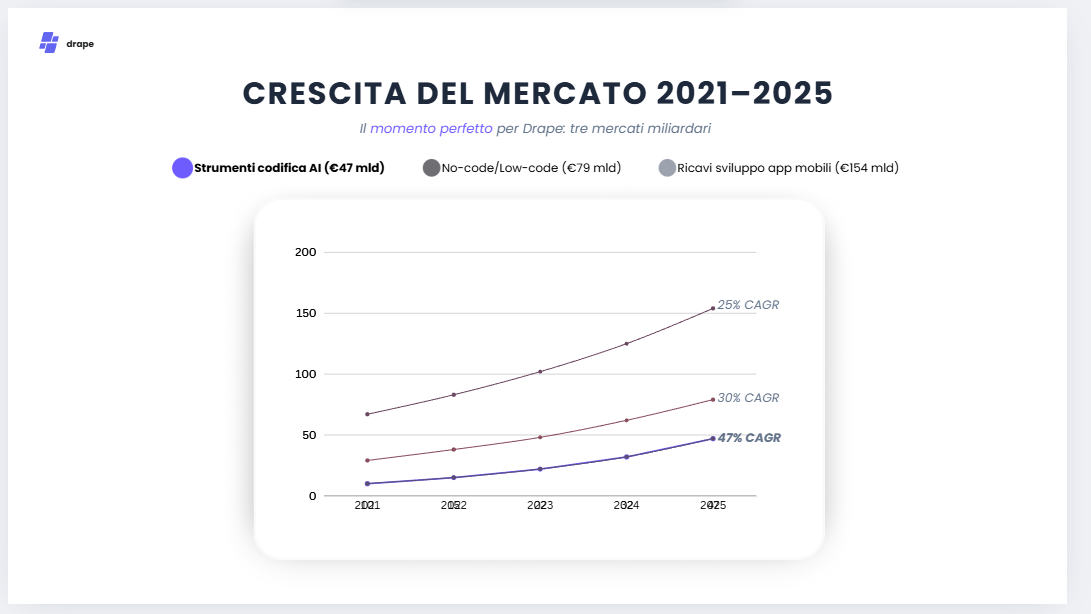 drape
CRESCITA DEL MERCATO 2021–2025
Il momento perfetto per Drape: tre mercati miliardari
Strumenti codifica AI (€47 mld)
No-code/Low-code (€79 mld)
Ricavi sviluppo app mobili (€154 mld)
200
150
100
50
0
25% CAGR
30% CAGR
47% CAGR
2021
2022
2023
2024
2025